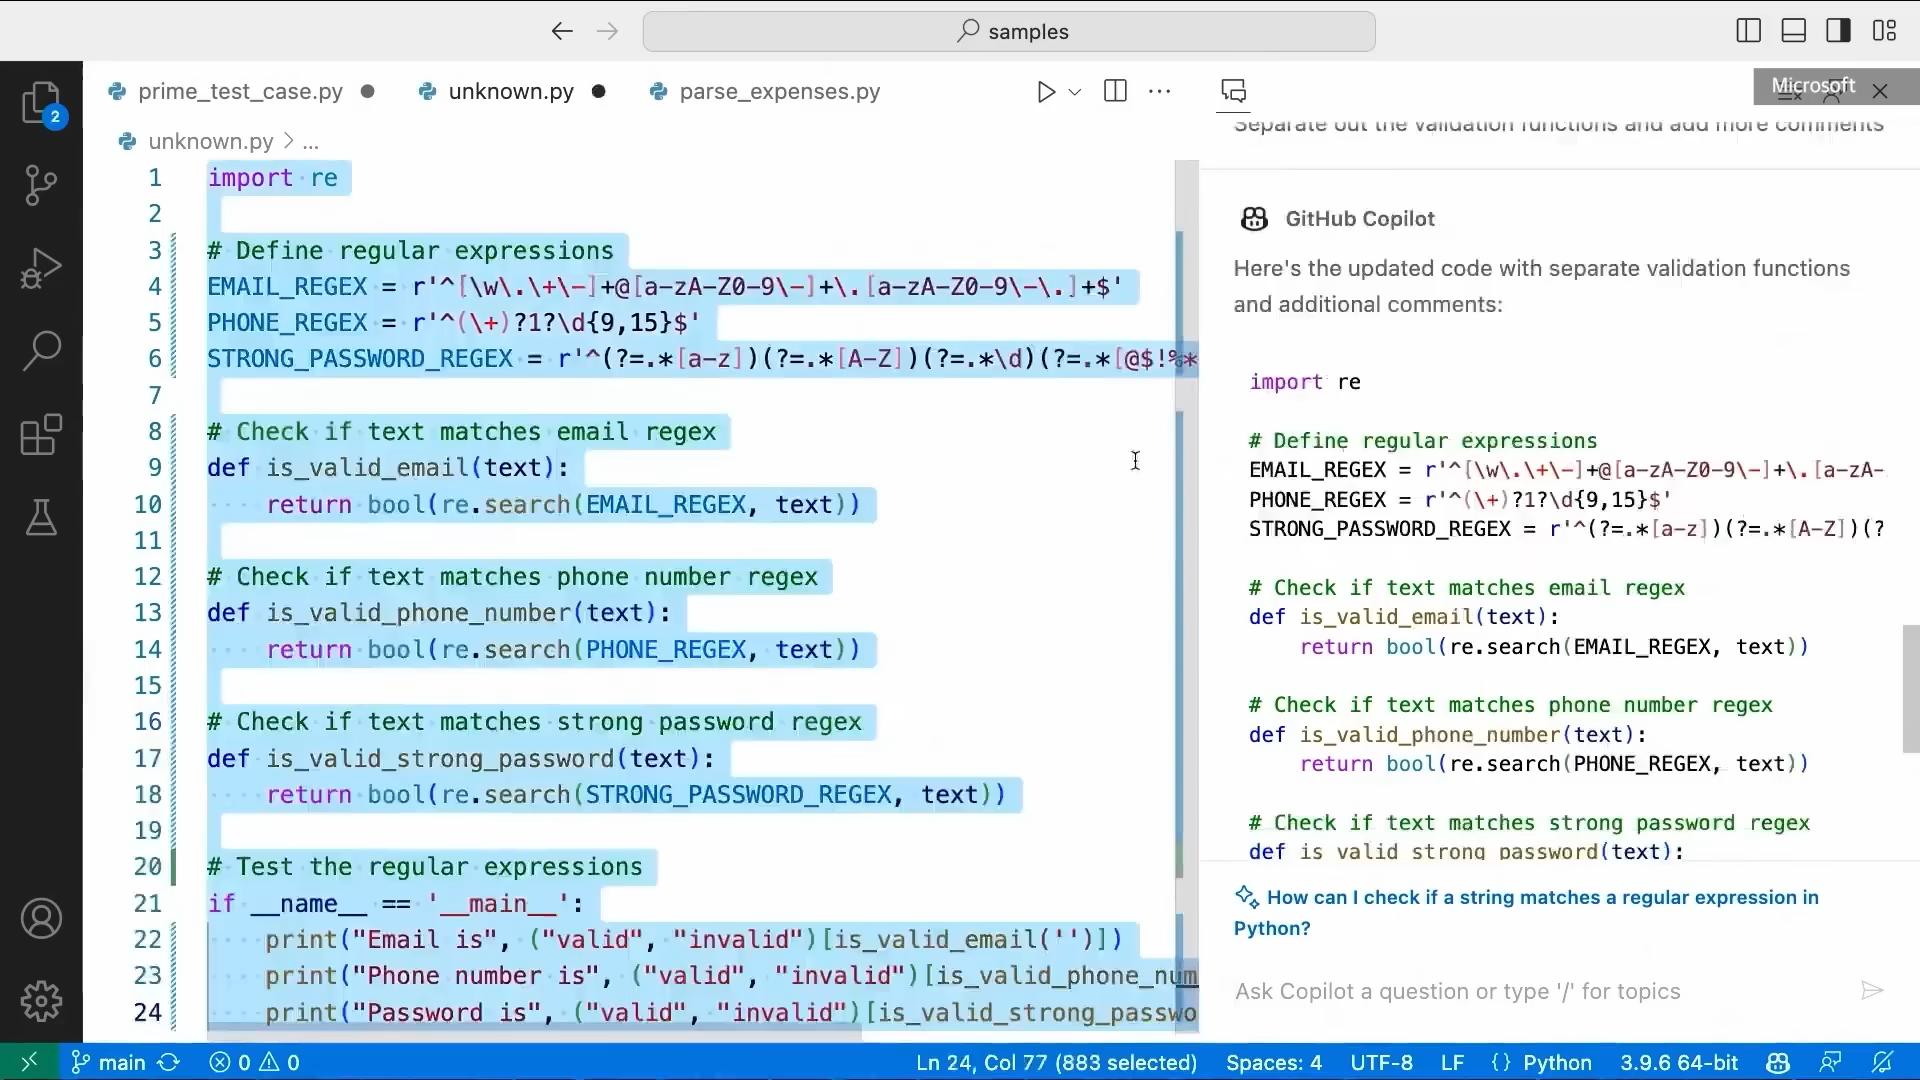 samples
prime_test_case.py
unknown.py
parse_expenses.py
Microsoft
2
unknown.py > ...
1 import re
2
3 # Define regular expressions
4 EMAIL_REGEX = r'^[\w\.\+\-]+@[a-zA-Z0-9\-]+\.[a-zA-Z0-9\-\.]+$'
5 PHONE_REGEX = r'^(\+)?1?\d{9,15}$'
6 STRONG_PASSWORD_REGEX = r'^(?=.*[a-z])(?=.*[A-Z])(?=.*\d)(?=.*[@$!%*
7
8 # Check if text matches email regex
9 def is_valid_email(text):
10 return bool(re.search(EMAIL_REGEX, text))
11
12 # Check if text matches phone number regex
13 def is_valid_phone_number(text):
14 return bool(re.search(PHONE_REGEX, text))
15
16 # Check if text matches strong password regex
17 def is_valid_strong_password(text):
18 return bool(re.search(STRONG_PASSWORD_REGEX, text))
19
20 # Test the regular expressions
21 if __name__ == '__main__':
22 print("Email is", ("valid", "invalid")[is_valid_email('')])
23 print("Phone number is", ("valid", "invalid")[is_valid_phone_num
24 print("Password is", ("valid", "invalid")[is_valid_strong_passwo
Separate out the validation functions and add more comments
GitHub Copilot
Here's the updated code with separate validation functions
and additional comments:
import re
# Define regular expressions
EMAIL_REGEX = r'^[\w\.\+\-]+@[a-zA-Z0-9\-]+\.[a-zA-
PHONE_REGEX = r'^(\+)?1?\d{9,15}$'
STRONG_PASSWORD_REGEX = r'^(?=.*[a-z])(?=.*[A-Z])(?
# Check if text matches email regex
def is_valid_email(text):
return bool(re.search(EMAIL_REGEX, text))
# Check if text matches phone number regex
def is_valid_phone_number(text):
return bool(re.search(PHONE_REGEX, text))
# Check if text matches strong password regex
def is_valid_strong_password(text):
How can I check if a string matches a regular expression in
Python?
Ask Copilot a question or type '/' for topics
main
0
0
Ln 24, Col 77 (883 selected)
Spaces: 4
UTF-8
LF
{} Python
3.9.6 64-bit